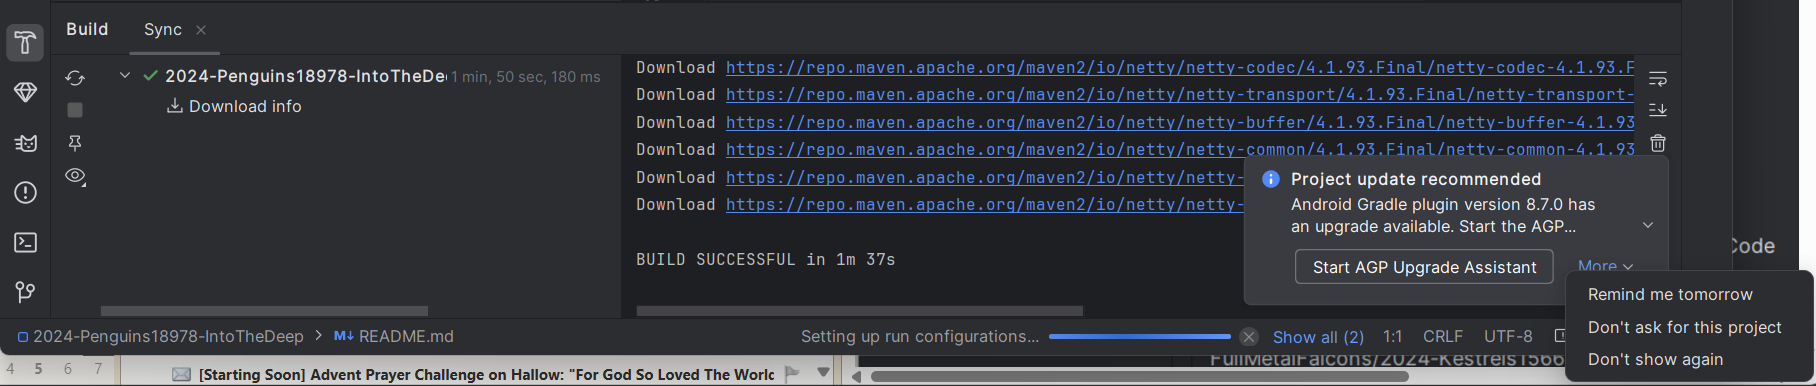 Build
Sync
2024-Penguins18978-IntoTheDe
1 min, 50 sec, 180 ms
Download info
Download https://repo.maven.apache.org/maven2/io/netty/netty-codec/4.1.93.Final/netty-codec-4.1.93.F
Download https://repo.maven.apache.org/maven2/io/netty/netty-transport/4.1.93.Final/netty-transport-
Download https://repo.maven.apache.org/maven2/io/netty/netty-buffer/4.1.93.Final/netty-buffer-4.1.93
Download https://repo.maven.apache.org/maven2/io/netty/netty-common/4.1.93.Final/netty-common-4.1.93
Download https://repo.maven.apache.org/maven2/io/netty/netty-
Download https://repo.maven.apache.org/maven2/io/netty/netty-
BUILD SUCCESSFUL in 1m 37s
Project update recommended
Android Gradle plugin version 8.7.0 has
an upgrade available. Start the AGP...
Start AGP Upgrade Assistant
More
Code
Remind me tomorrow
Don't ask for this project
Don't show again
2024-Penguins18978-IntoTheDeep > M↓ README.md
Setting up run configurations...
Show all (2)
1:1
CRLF
UTF-8
4 5 6 7
[Starting Soon] Advent Prayer Challenge on Hallow: "For God So Loved The Worlc
FullMetalFalcons/2024-Kestrels1566